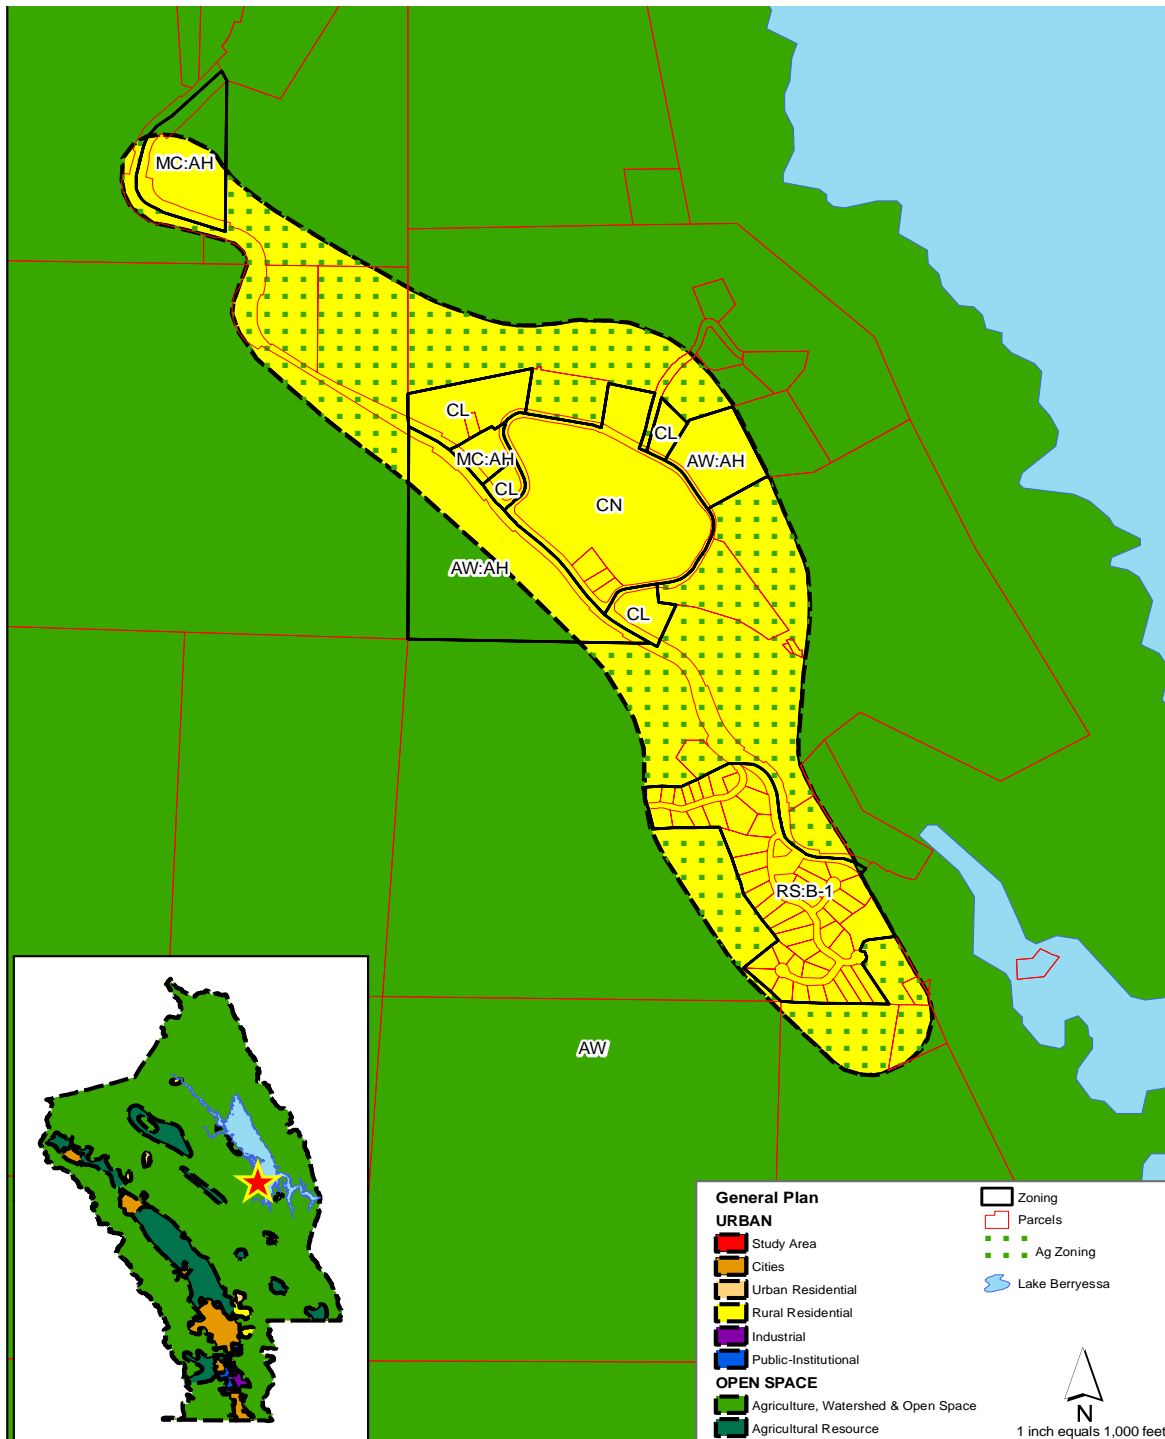 MC:AH
CL
CL
MC:AH
AW:AH
CL
CN
AW:AH
CL
RS:B-1
AW
General Plan
URBAN
Study Area
Cities
Urban Residential
Rural Residential
Industrial
Public-Institutional
OPEN SPACE
Agriculture, Watershed & Open Space
Agricultural Resource
Zoning
Parcels
Ag Zoning
Lake Berryessa
N
1 inch equals 1,000 feet